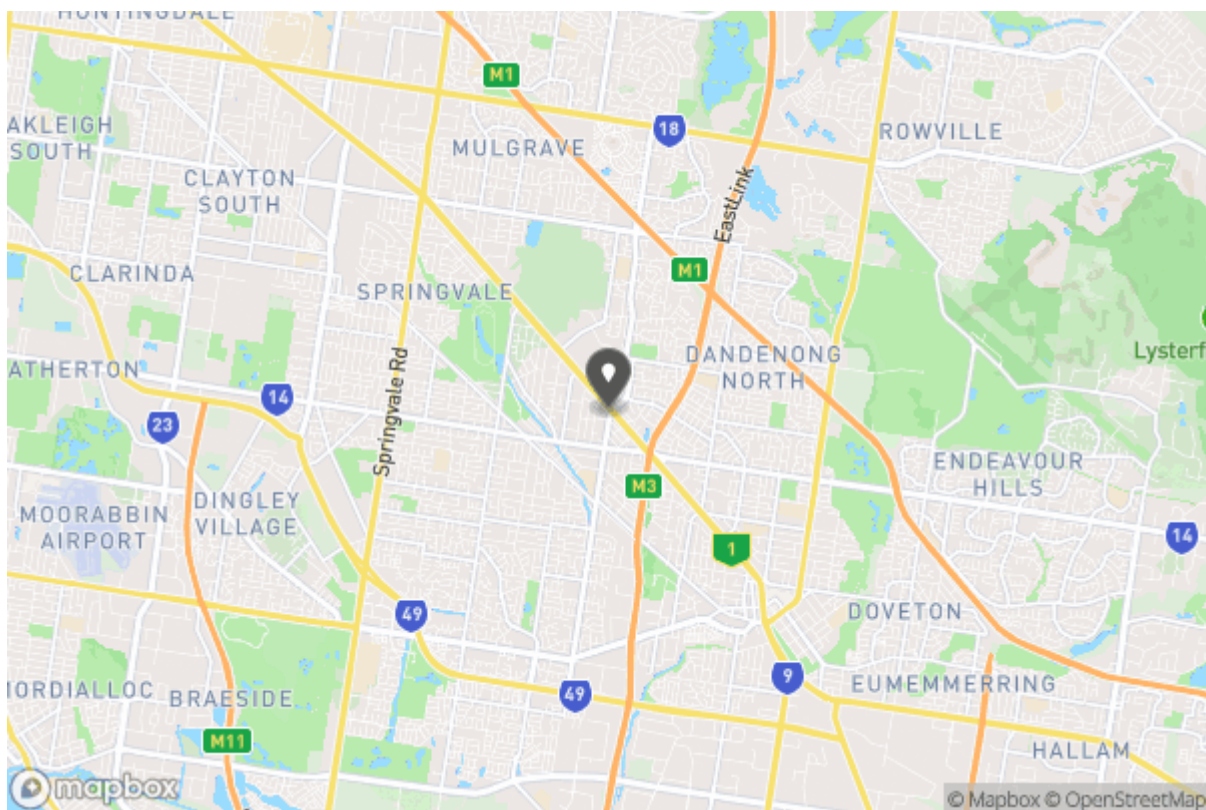 HUNTINGDALE
M1
18
ROWVILLE
AKLEIGH
SOUTH
MULGRAVE
CLAYTON
SOUTH
EastLink
CLARINDA
M1
SPRINGVALE
Lysterf
DANDENONG
NORTH
ATHERTON
14
23
Springvale Rd
ENDEAVOUR
HILLS
M3
DINGLEY
VILLAGE
MOORABBIN
AIRPORT
14
1
49
DOVETON
9
49
EUMEMMERRING
MORDIALLOC
BRAESIDE
M11
HALLAM
mapbox
© Mapbox © OpenStreetMap